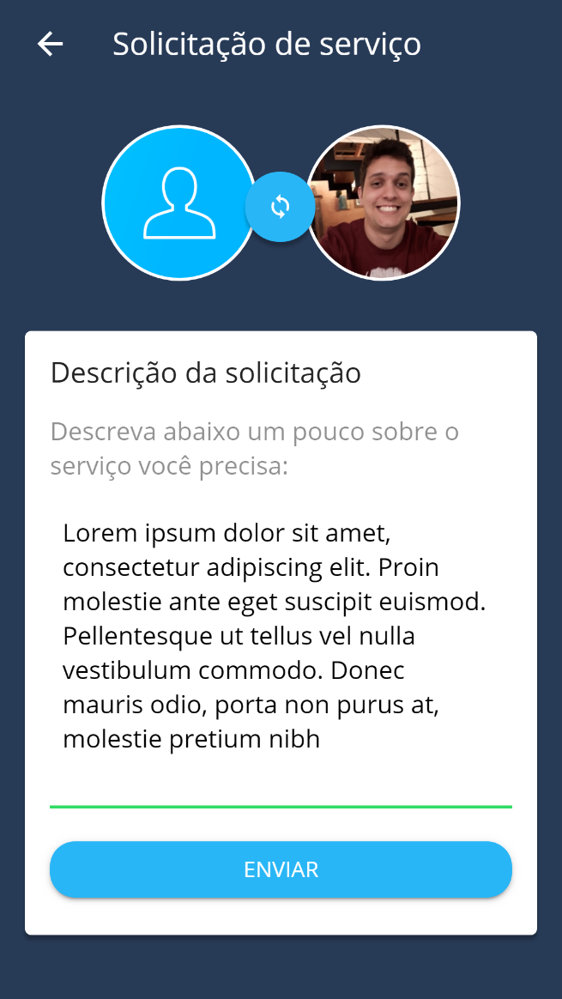 Solicitação de serviço
Descrição da solicitação
Descreva abaixo um pouco sobre o
serviço você precisa:
Lorem ipsum dolor sit amet,
consectetur adipiscing elit. Proin
molestie ante eget suscipit euismod.
Pellentesque ut tellus vel nulla
vestibulum commodo. Donec
mauris odio, porta non purus at,
molestie pretium nibh
ENVIAR